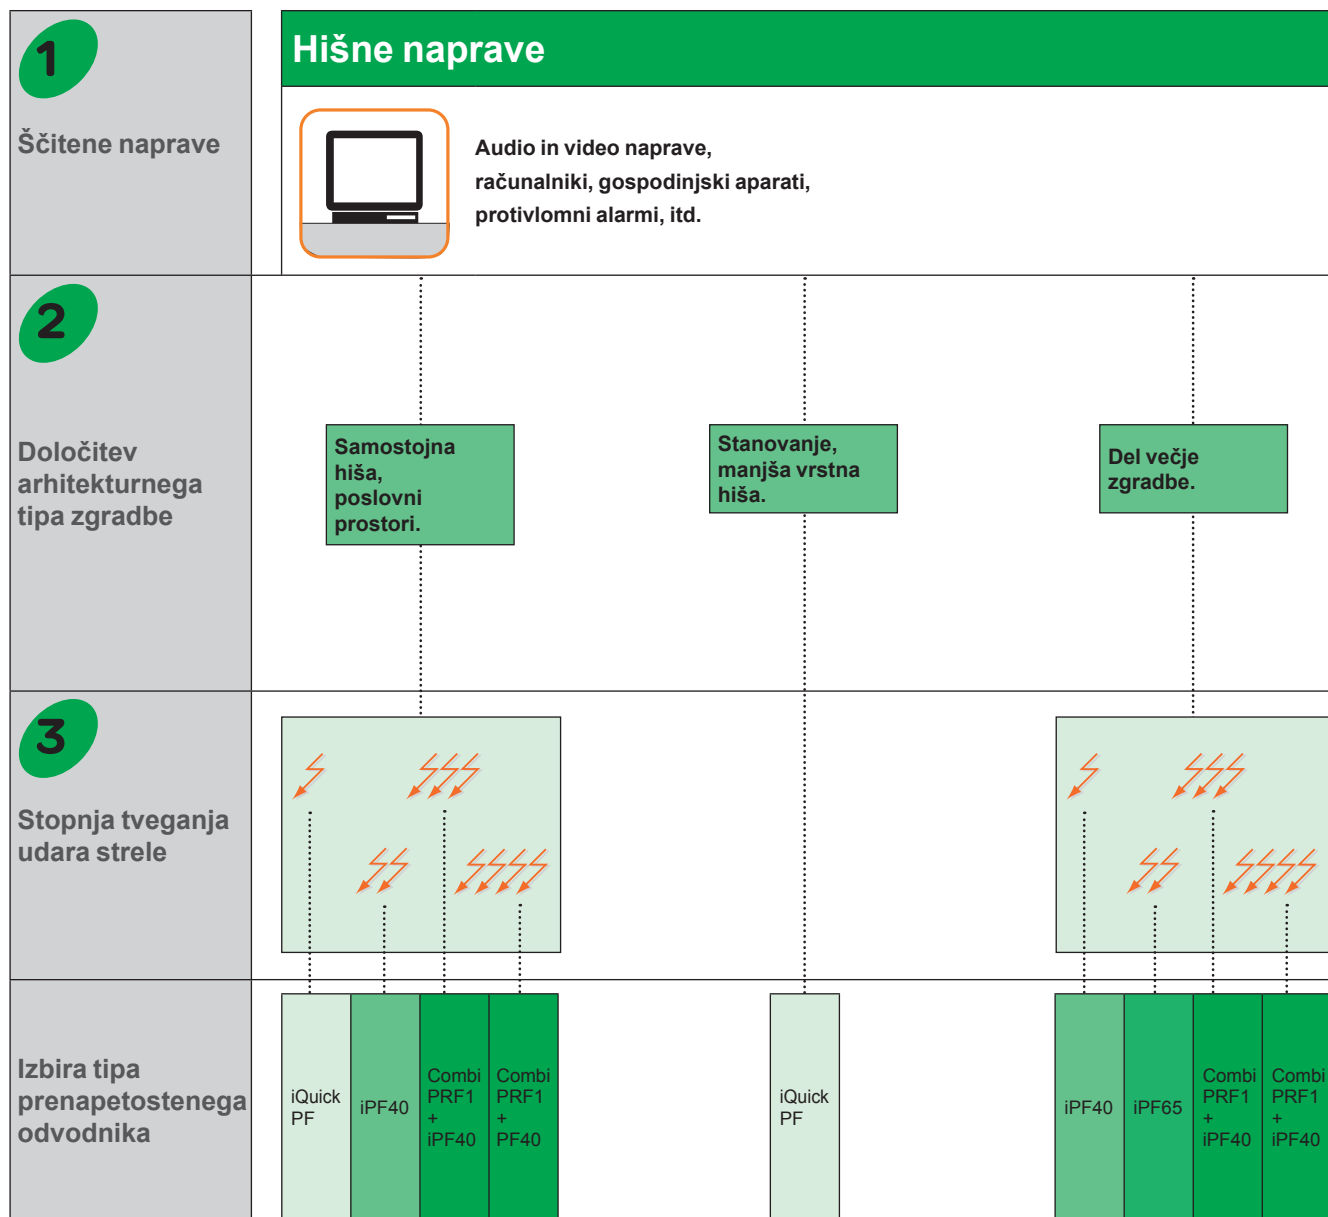 1
Ščitene naprave
Hišne naprave
Audio in video naprave,
računalniki, gospodinjski aparati,
protivlomni alarmi, itd.
2
Določitev
arhitekturnega
tipa zgradbe
Samostojna
hiša,
poslovni
prostori.
Stanovanje,
manjša vrstna
hiša.
Del večje
zgradbe.
3
Stopnja tveganja
udara strele
Izbira tipa
prenapetostenega
odvodnika
iQuick
PF
iPF40
Combi
PRF1
+
iPF40
Combi
PRF1
+
PF40
iQuick
PF
iPF40
iPF65
Combi
PRF1
+
iPF40
Combi
PRF1
+
iPF40